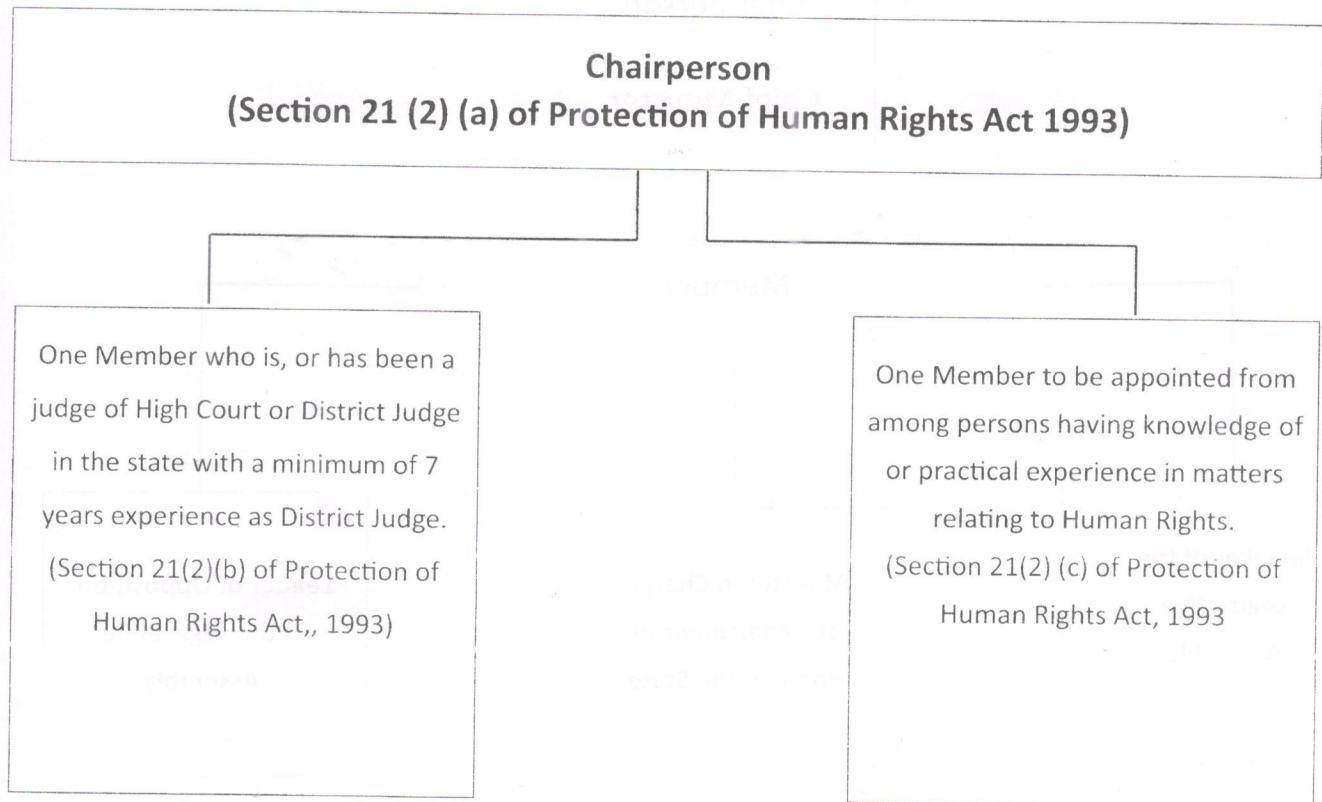 Chairperson
(Section 21 (2) (a) of Protection of Human Rights Act 1993)
One Member who is, or has been a
judge of High Court or District Judge
in the state with a minimum of 7
years experience as District Judge.
(Section 21(2)(b) of Protection of
Human Rights Act,, 1993)
One Member to be appointed from
among persons having knowledge of
or practical experience in matters
relating to Human Rights.
(Section 21(2) (c) of Protection of
Human Rights Act, 1993